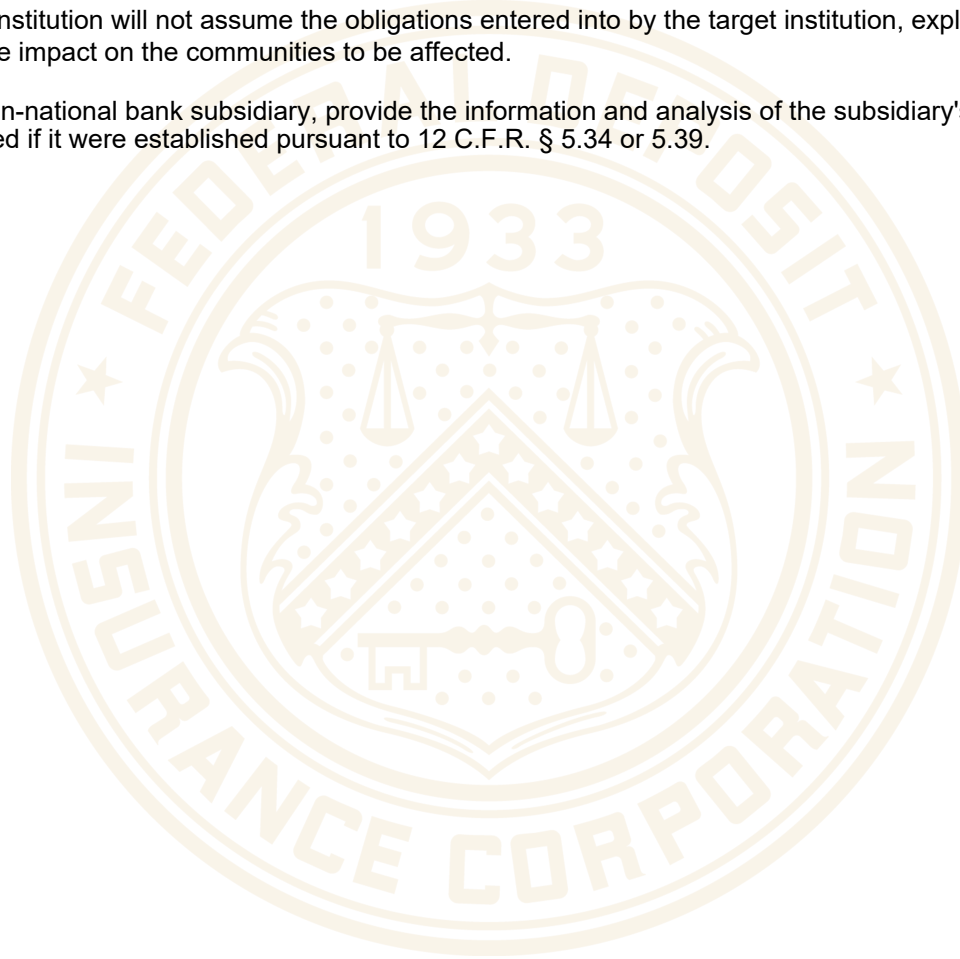 nstitution will not assume the obligations entered into by the target institution, expl
e impact on the communities to be affected.
n-national bank subsidiary, provide the information and analysis of the subsidiary's
ed if it were established pursuant to 12 C.F.R. § 5.34 or 5.39.
FEDERAL DEPOSIT
1933
INSURANCE CORPORATION